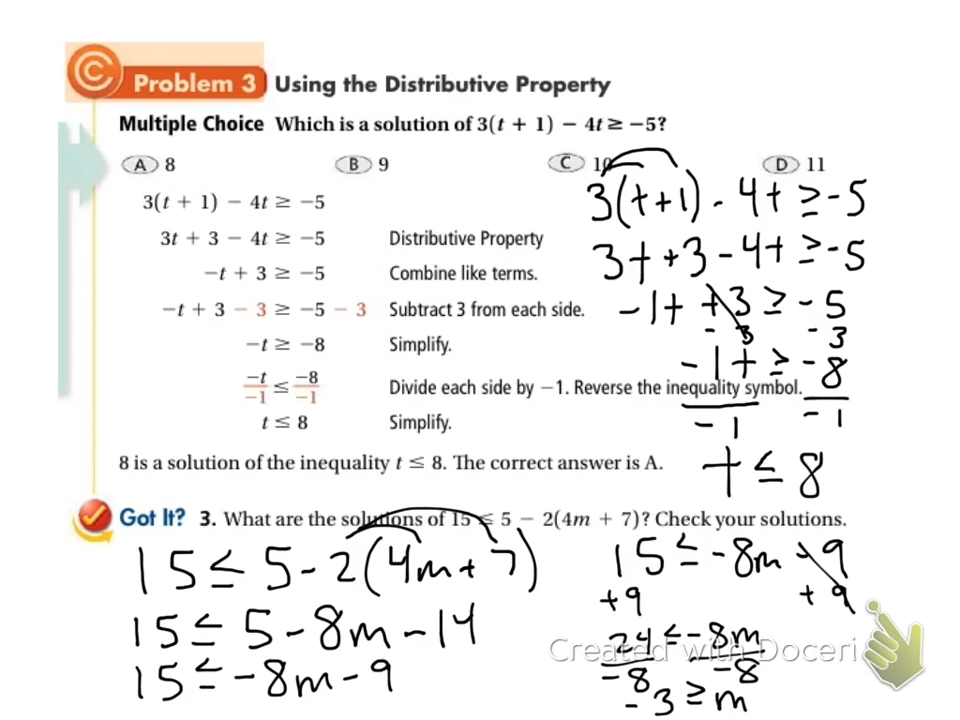 C Problem 3 Using the Distributive Property
Multiple Choice Which is a solution of 3(t + 1) − 4t ≥ −5?
A 8 B 9 C 10 D 11
3(t + 1) − 4t ≥ −5
3t + 3 − 4t ≥ −5 Distributive Property
−t + 3 ≥ −5 Combine like terms.
−t + 3 − 3 ≥ −5 − 3 Subtract 3 from each side.
−t ≥ −8 Simplify.
−t/−1 ≤ −8/−1 Divide each side by −1. Reverse the inequality symbol.
t ≤ 8 Simplify.
8 is a solution of the inequality t ≤ 8. The correct answer is A.
3(t+1) - 4t ≥ -5
3t +3 - 4t ≥ -5
-1t +3 ≥ -5
- 3 - 3
-1t ≥ -8
-1 -1
t ≤ 8
Got It? 3. What are the solutions of 15 ≤ 5 − 2(4m + 7)? Check your solutions.
15 ≤ 5 - 2(4m + 7)
15 ≤ 5 - 8m - 14
15 ≤ -8m - 9
15 ≤ -8m - 9
+9 +9
24 ≤ -8m
-8 -8
-3 ≥ m
Created with Doceri